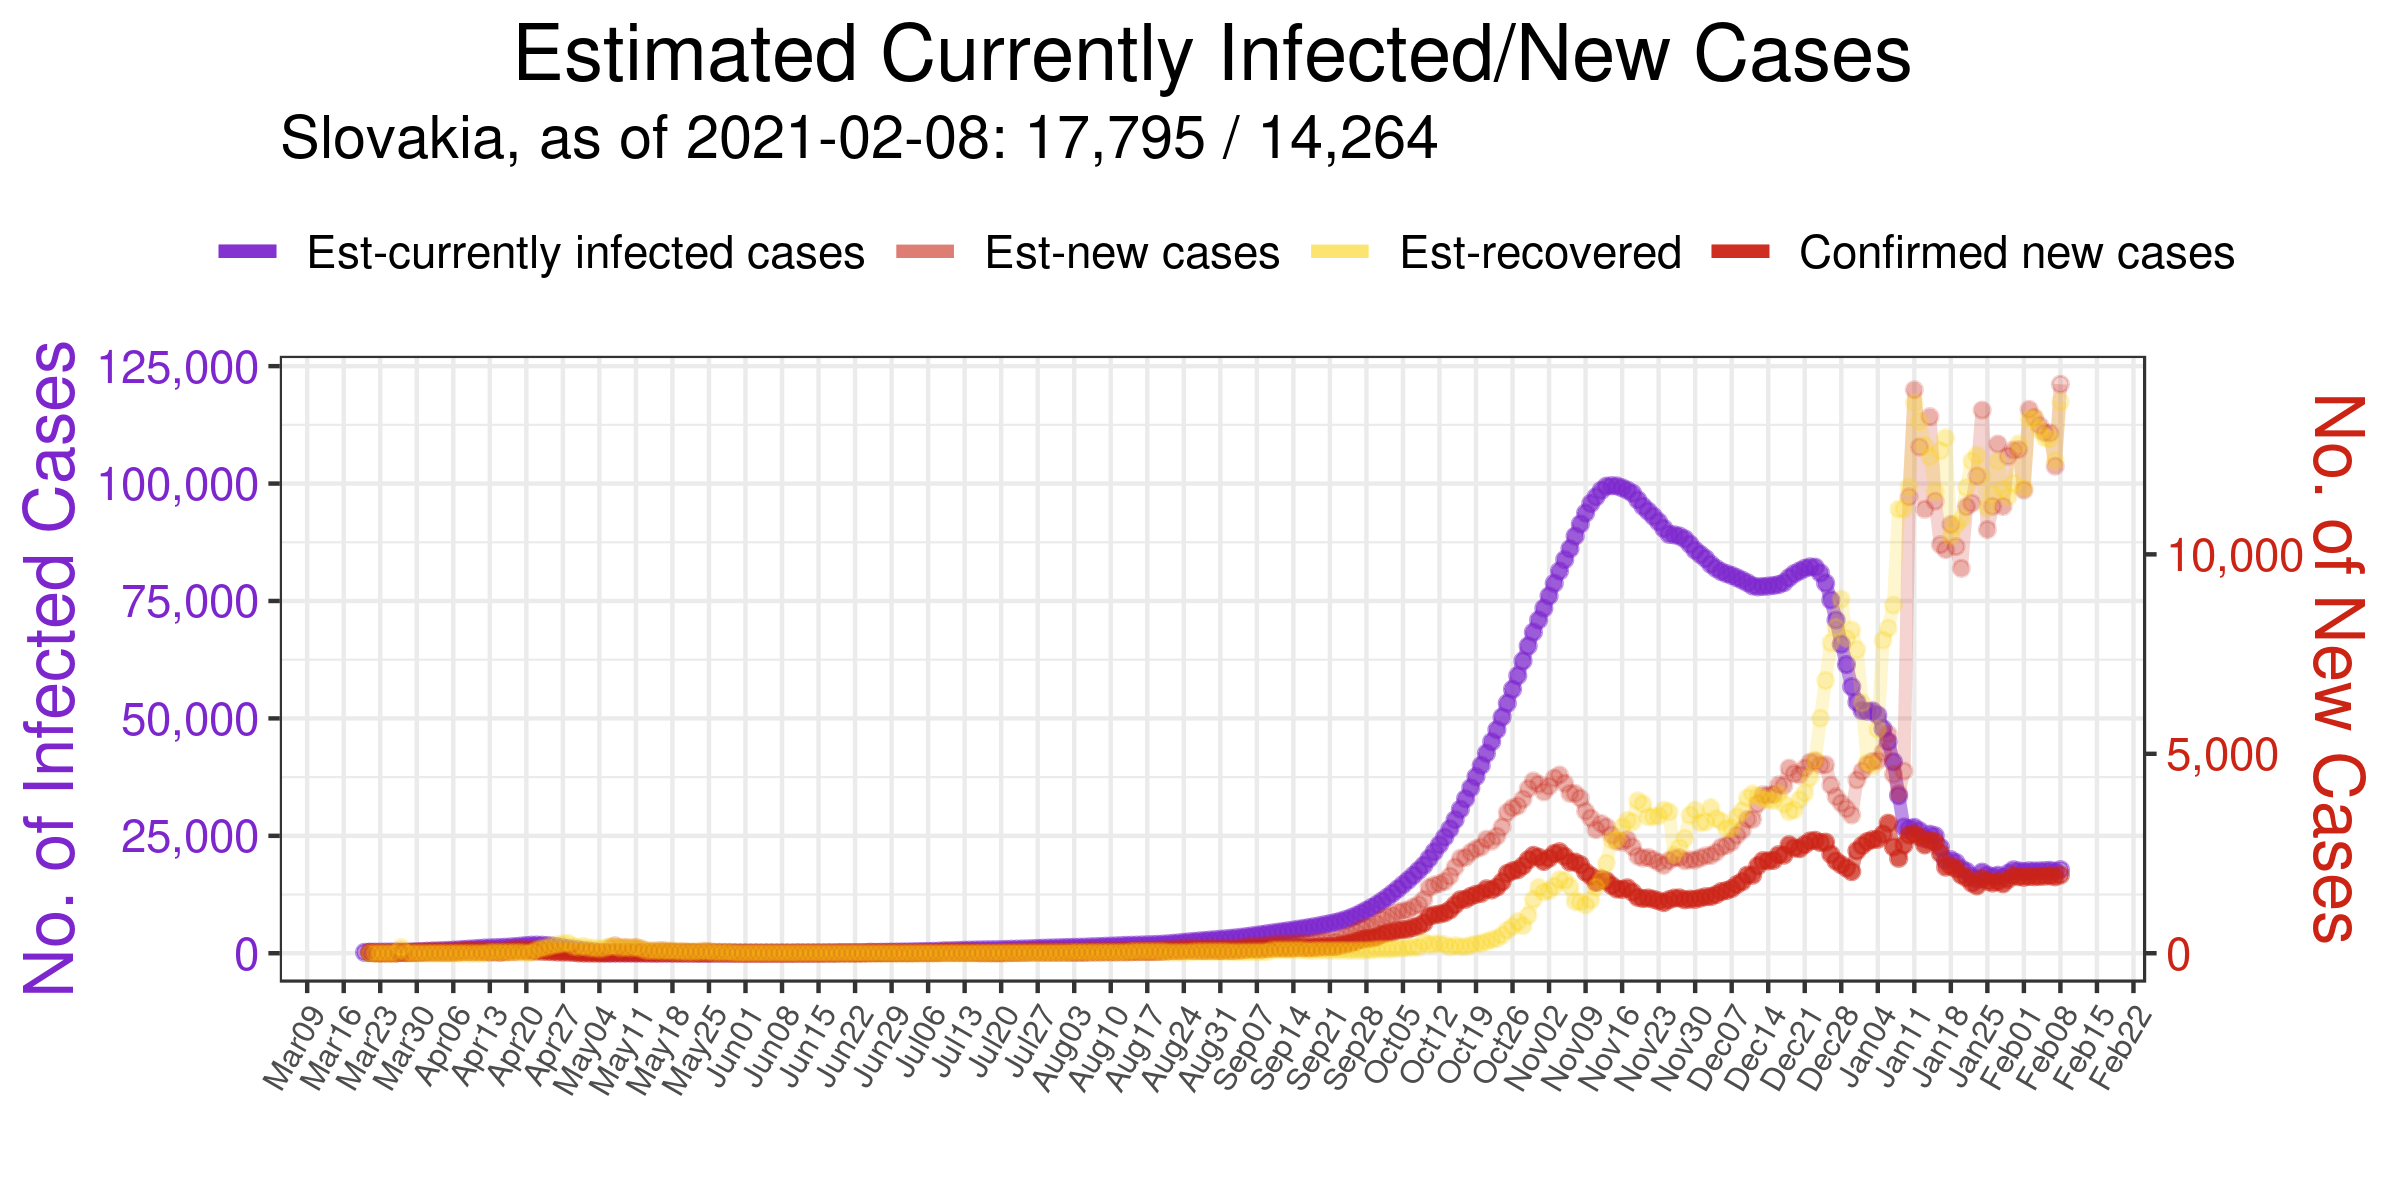 Estimated Currently Infected/New Cases
Slovakia, as of 2021-02-08: 17,795 / 14,264
Est-currently infected cases Est-new cases Est-recovered Confirmed new cases
No. of Infected Cases
125,000
100,000
75,000
50,000
25,000
0
10,000
5,000
0
No. of New Cases
Mar09 Mar16 Mar23 Mar30 Apr06 Apr13 Apr20 Apr27 May04 May11 May18 May25 Jun01 Jun08 Jun15 Jun22 Jun29 Jul06 Jul13 Jul20 Jul27 Aug03 Aug10 Aug17 Aug24 Aug31 Sep07 Sep14 Sep21 Sep28 Oct05 Oct12 Oct19 Oct26 Nov02 Nov09 Nov16 Nov23 Nov30 Dec07 Dec14 Dec21 Dec28 Jan04 Jan11 Jan18 Jan25 Feb01 Feb08 Feb15 Feb22